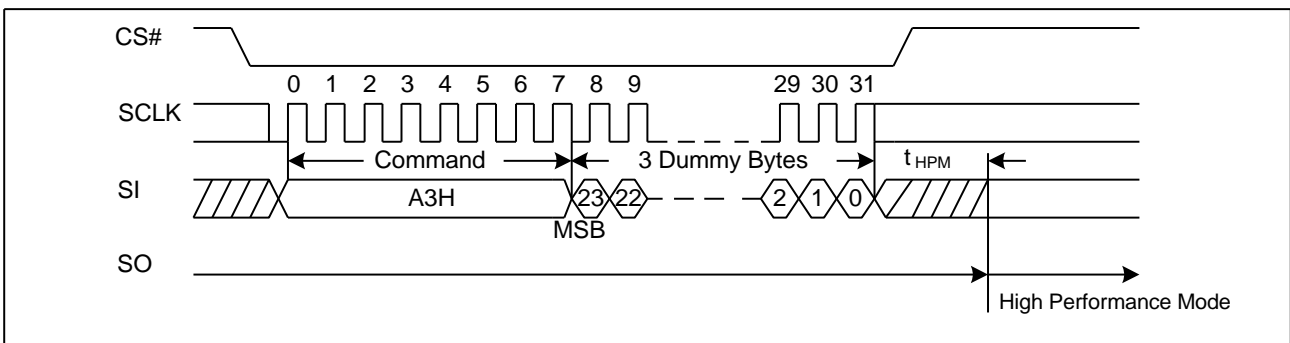 CS#
0 1 2 3 4 5 6 7 8 9 29 30 31
SCLK
Command 3 Dummy Bytes tHPM
SI A3H 23 22 2 1 0
MSB
SO
High Performance Mode